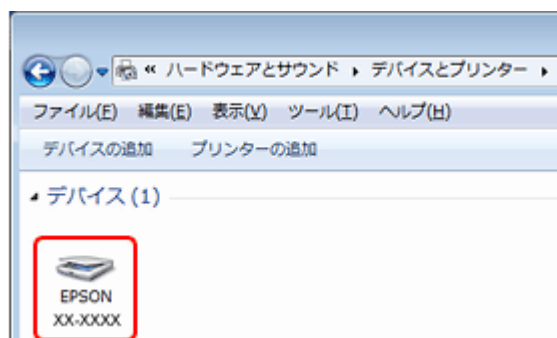 « ハードウェアとサウンド ▸ デバイスとプリンター ▸
ファイル(F) 編集(E) 表示(V) ツール(T) ヘルプ(H)
デバイスの追加 プリンターの追加
デバイス (1)
EPSON
XX-XXXX